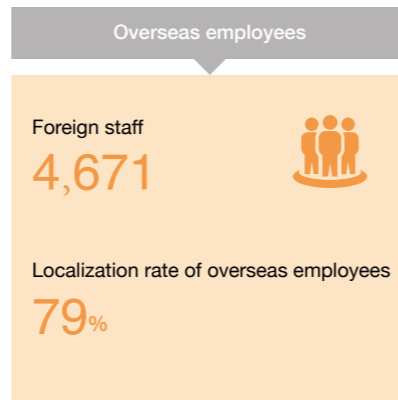 Overseas employees
Foreign staff
4,671
Localization rate of overseas employees
79%